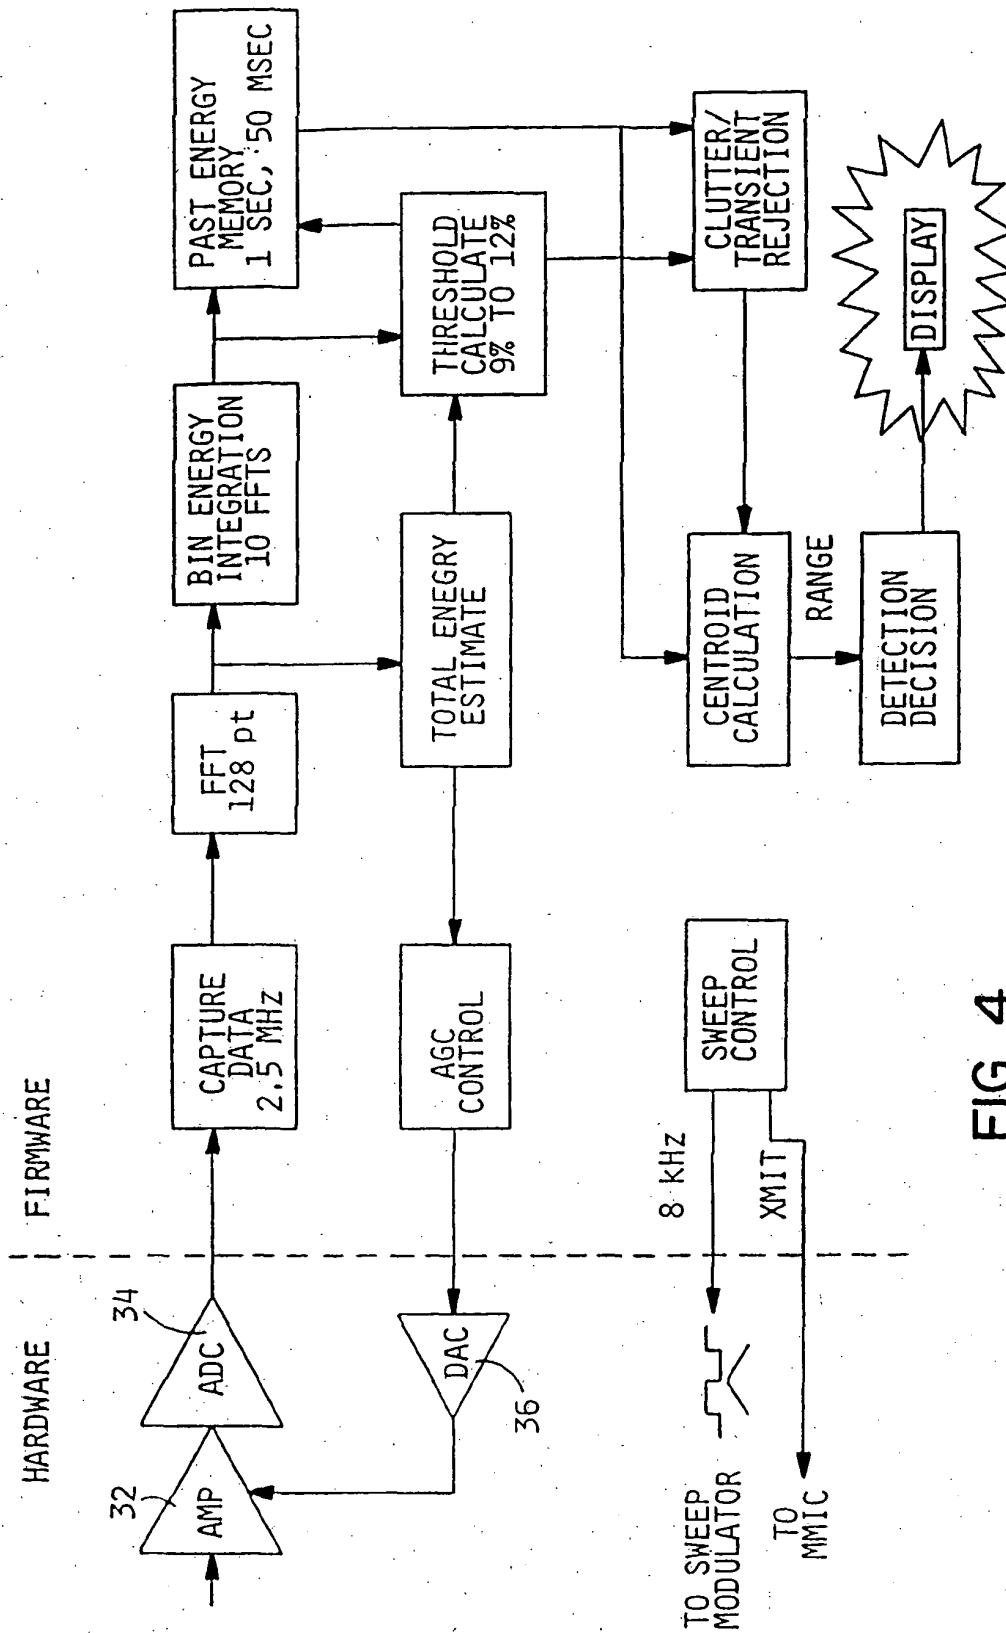 HARDWARE
FIRMWARE
32
AMP
34
ADC
CAPTURE
DATA
2.5 MHZ
FFT
128 pt
BIN ENERGY
INTEGRATION
10 FFTS
PAST ENERGY
MEMORY
1 SEC, 50 MSEC
DAC
36
AGC
CONTROL
TOTAL ENEGRY
ESTIMATE
THRESHOLD
CALCULATE
9% TO 12%
TO SWEEP
MODULATOR
8 KHZ
SWEEP
CONTROL
XMIT
TO
MMIC
CENTROID
CALCULATION
CLUTTER/
TRANSIENT
REJECTION
RANGE
DETECTION
DECISION
DISPLAY
FIG 4